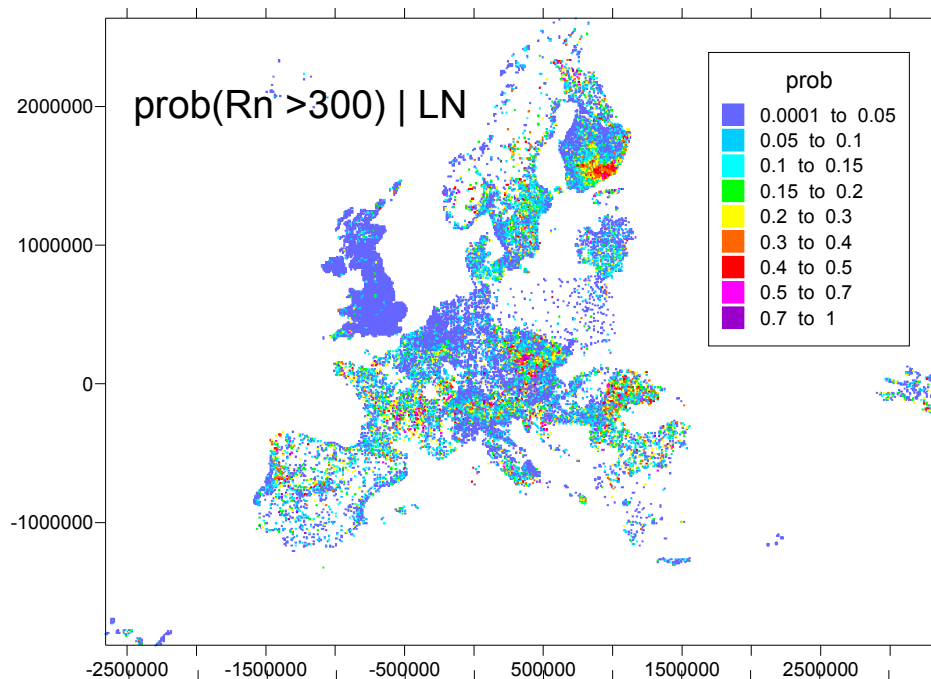 prob(Rn >300) | LN
prob
0.0001 to 0.05
0.05 to 0.1
0.1 to 0.15
0.15 to 0.2
0.2 to 0.3
0.3 to 0.4
0.4 to 0.5
0.5 to 0.7
0.7 to 1
2000000
1000000
0
-1000000
-2500000 -1500000 -500000 500000 1500000 2500000